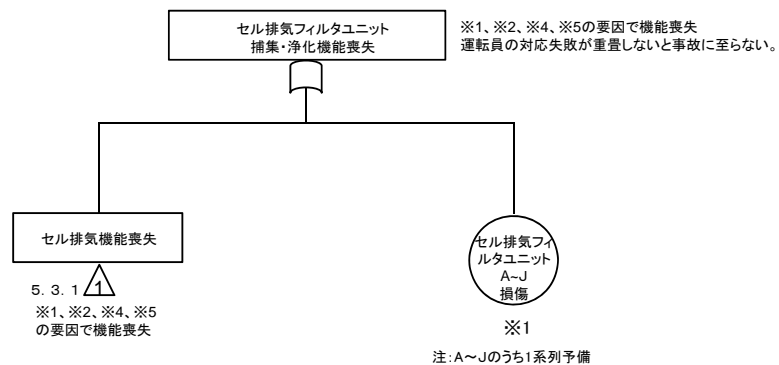 セル排気フィルタユニット
捕集・浄化機能喪失
※1、※2、※4、※5の要因で機能喪失
運転員の対応失敗が重畳しないと事故に至らない。
セル排気機能喪失
5.3.1
1
※1、※2、※4、※5
の要因で機能喪失
セル排気フィ
ルタユニット
A~J
損傷
※1
注:A～Jのうち1系列予備